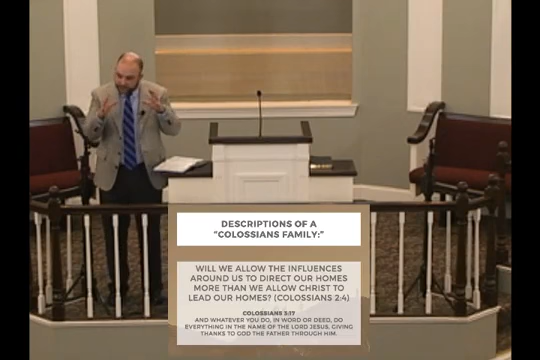 DESCRIPTIONS OF A
"COLOSSIANS FAMILY:"
WILL WE ALLOW THE INFLUENCES
AROUND US TO DIRECT OUR HOMES
MORE THAN WE ALLOW CHRIST TO
LEAD OUR HOMES? (COLOSSIANS 2:4)
COLOSSIANS 3:17
AND WHATEVER YOU DO, IN WORD OR DEED, DO
EVERYTHING IN THE NAME OF THE LORD JESUS, GIVING
THANKS TO GOD THE FATHER THROUGH HIM.